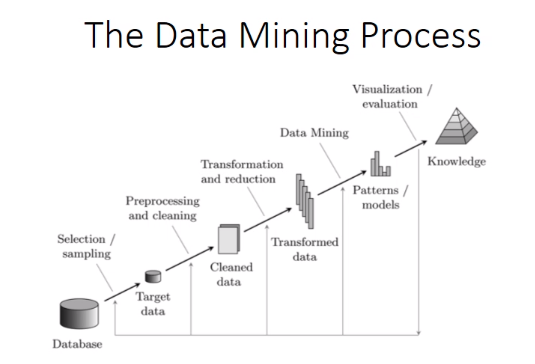 The Data Mining Process
Visualization /
evaluation
Data Mining
Knowledge
Transformation
and reduction
Patterns /
models
Preprocessing
and cleaning
Transformed
data
Selection /
sampling
Cleaned
data
Target
data
Database